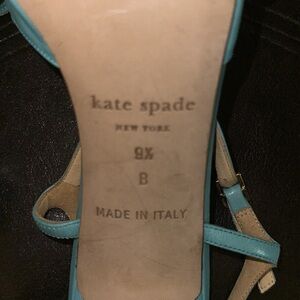 kate spade
NEW YORK
9½
B
MADE IN ITALY